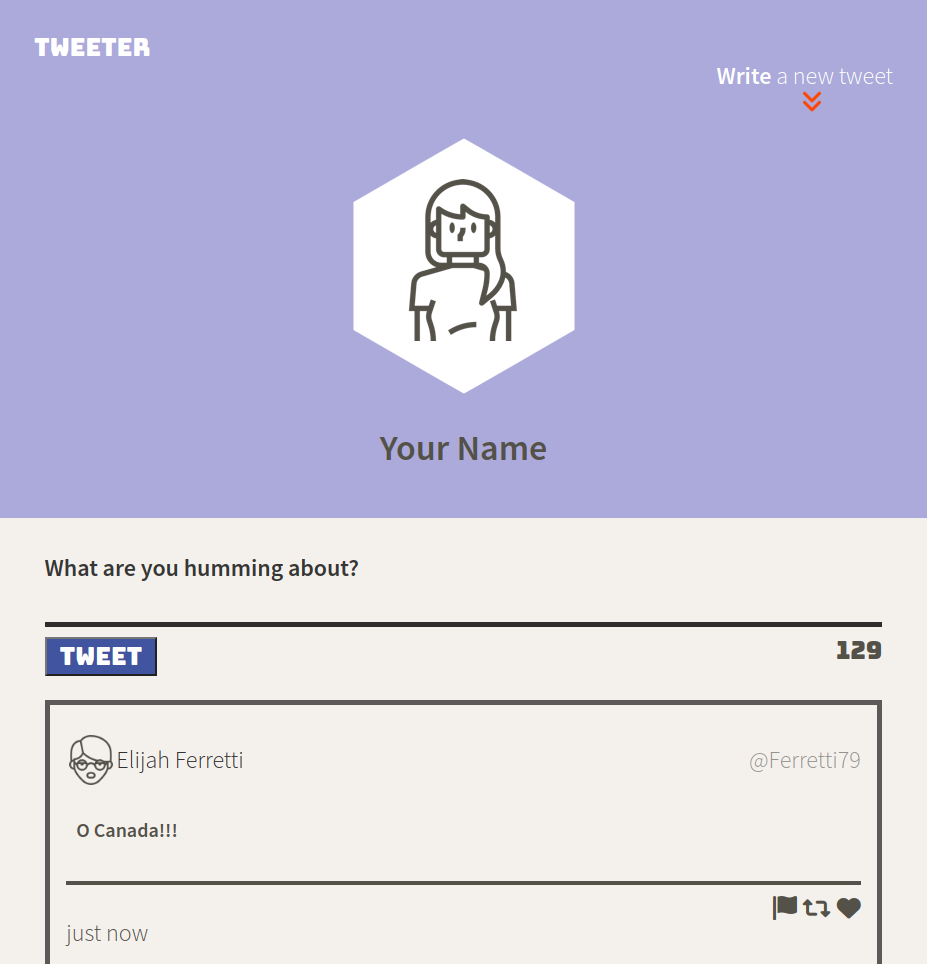 TWEETER
Write a new tweet
Your Name
What are you humming about?
TWEET
129
Elijah Ferretti
@Ferretti79
O Canada!!!
just now